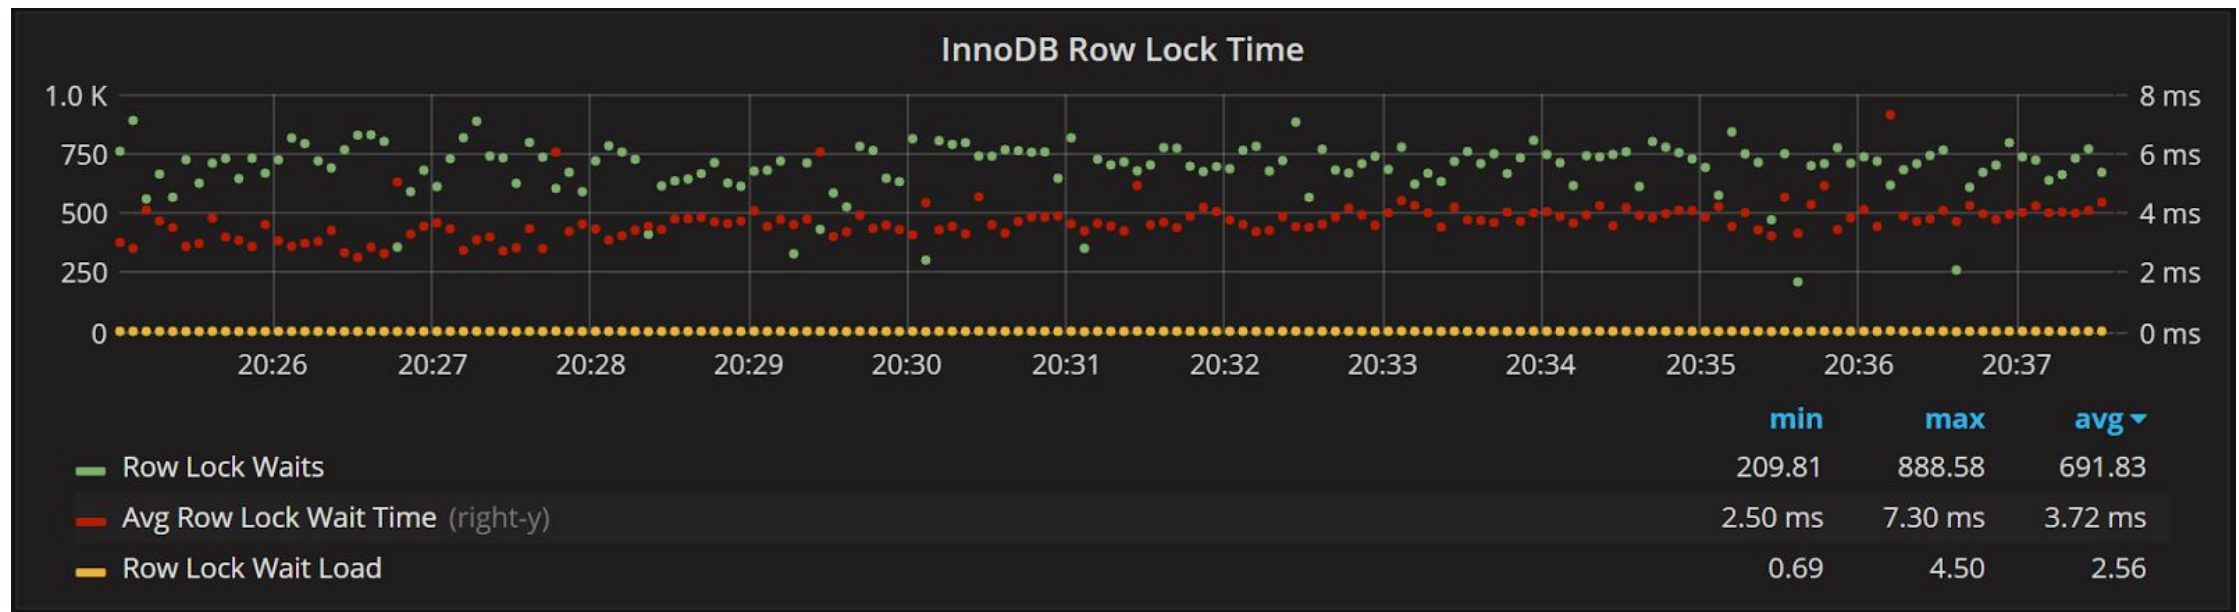 InnoDB Row Lock Time
1.0 K 8 ms
750 6 ms
500 4 ms
250 2 ms
0 0 ms
20:26 20:27 20:28 20:29 20:30 20:31 20:32 20:33 20:34 20:35 20:36 20:37
min max avg
Row Lock Waits 209.81 888.58 691.83
Avg Row Lock Wait Time (right-y) 2.50 ms 7.30 ms 3.72 ms
Row Lock Wait Load 0.69 4.50 2.56